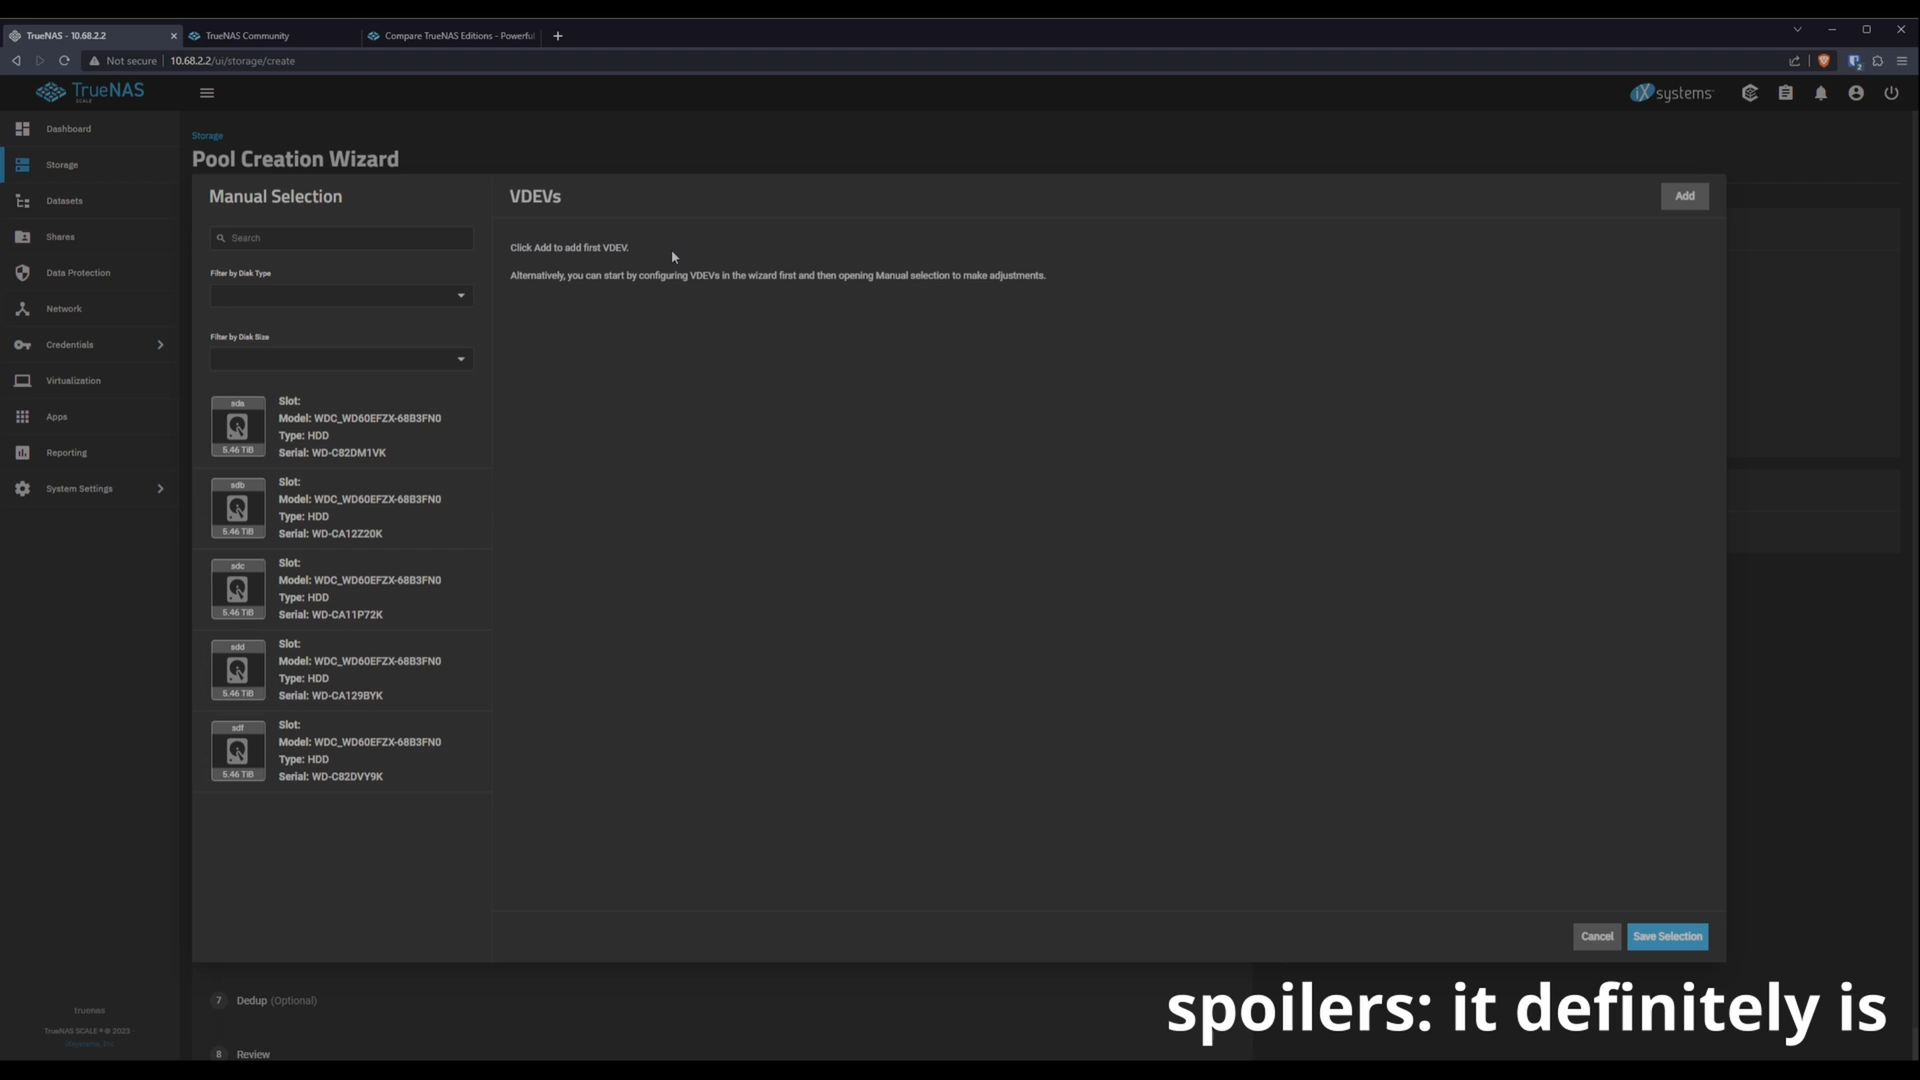 TrueNAS - 10.68.2.2
TrueNAS Community
Compare TrueNAS Editions - Powerful
Not secure
10.68.2.2/ui/storage/create
TrueNAS
SCALE
iXsystems
Dashboard
Storage
Datasets
Shares
Data Protection
Network
Credentials
Virtualization
Apps
Reporting
System Settings
truenas
TrueNAS SCALE ® © 2023
iXsystems, Inc
Storage
Pool Creation Wizard
Manual Selection
Search
Filter by Disk Type
Filter by Disk Size
sda
5.46 TiB
Slot:
Model: WDC_WD60EFZX-68B3FN0
Type: HDD
Serial: WD-C82DM1VK
sdb
5.46 TiB
Slot:
Model: WDC_WD60EFZX-68B3FN0
Type: HDD
Serial: WD-CA12Z20K
sdc
5.46 TiB
Slot:
Model: WDC_WD60EFZX-68B3FN0
Type: HDD
Serial: WD-CA11P72K
sdd
5.46 TiB
Slot:
Model: WDC_WD60EFZX-68B3FN0
Type: HDD
Serial: WD-CA129BYK
sdf
5.46 TiB
Slot:
Model: WDC_WD60EFZX-68B3FN0
Type: HDD
Serial: WD-C82DVY9K
VDEVs
Add
Click Add to add first VDEV.
Alternatively, you can start by configuring VDEVs in the wizard first and then opening Manual selection to make adjustments.
Cancel
Save Selection
7 Dedup (Optional)
8 Review
spoilers: it definitely is